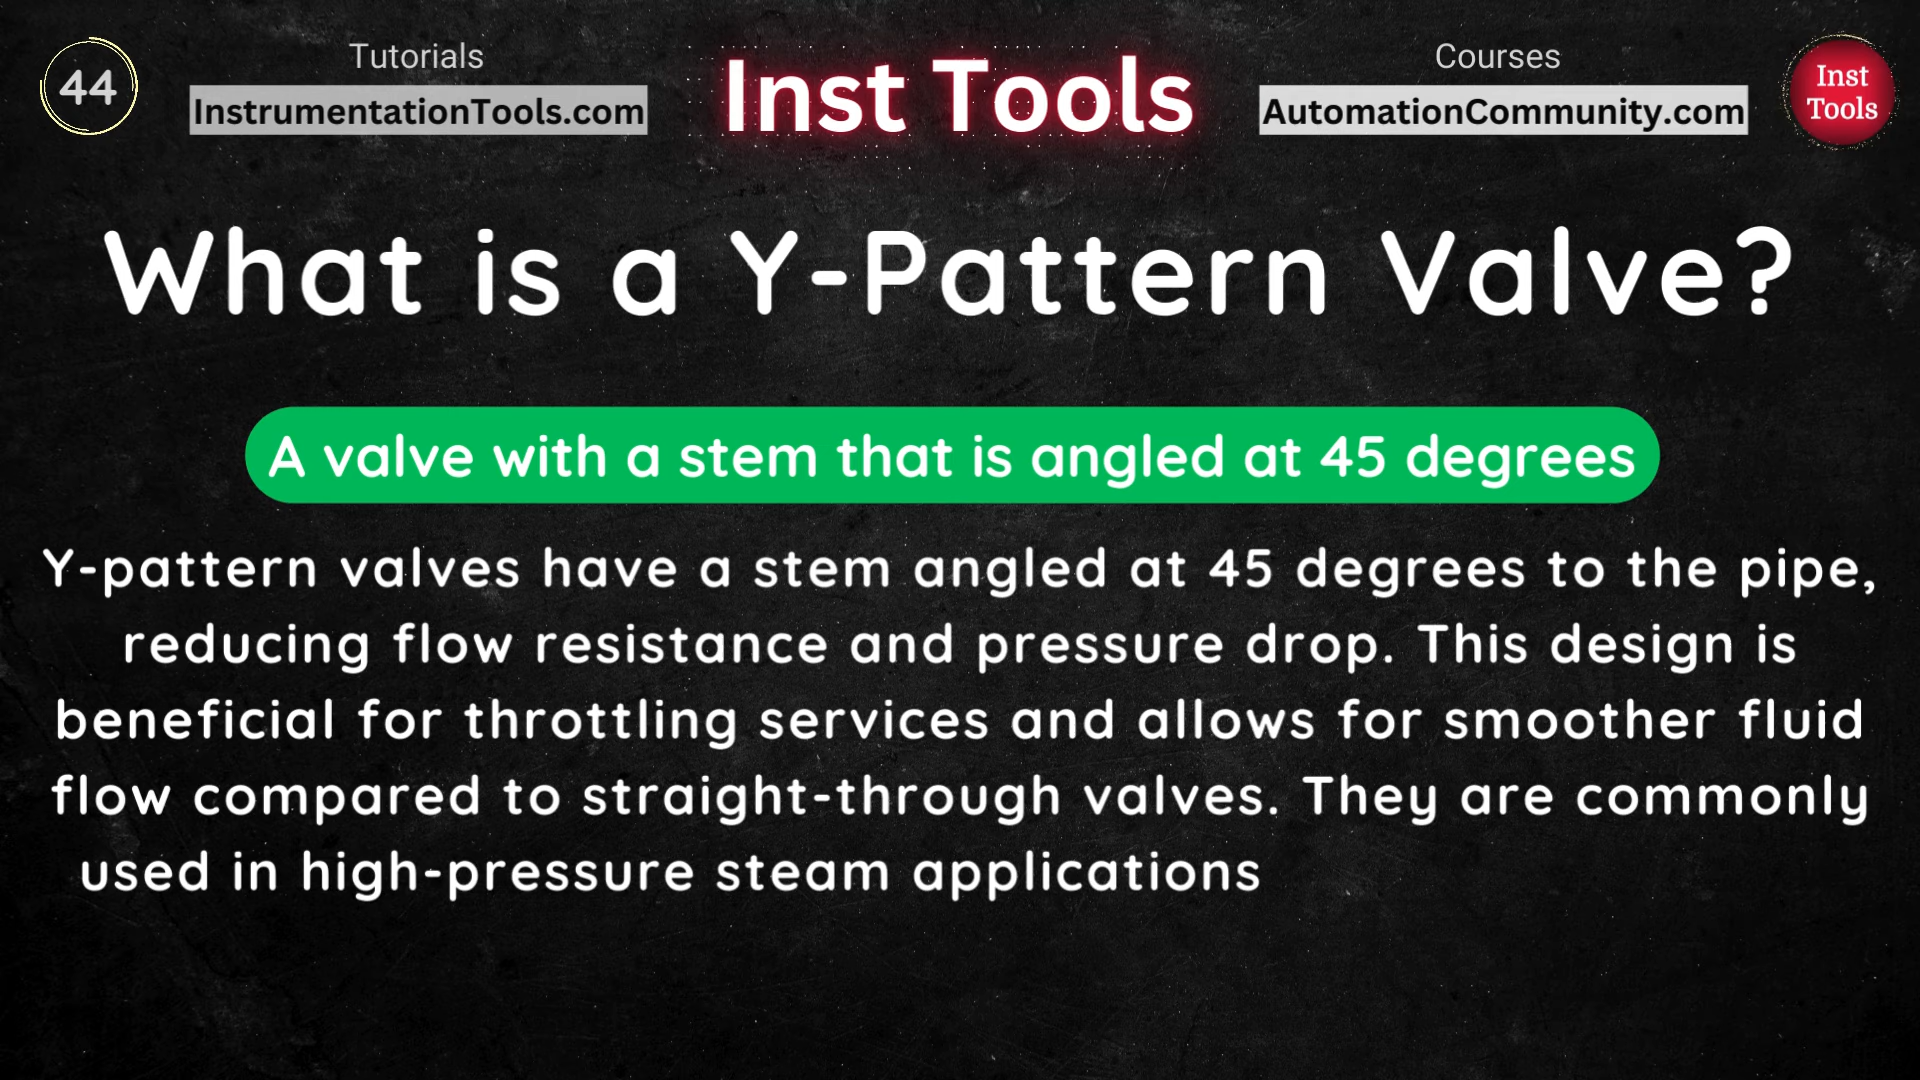 44
Tutorials
InstrumentationTools.com
Inst Tools
Courses
AutomationCommunity.com
Inst
Tools
What is a Y-Pattern Valve?
A valve with a stem that is angled at 45 degrees
Y-pattern valves have a stem angled at 45 degrees to the pipe,
reducing flow resistance and pressure drop. This design is
beneficial for throttling services and allows for smoother fluid
flow compared to straight-through valves. They are commonly
used in high-pressure steam applications